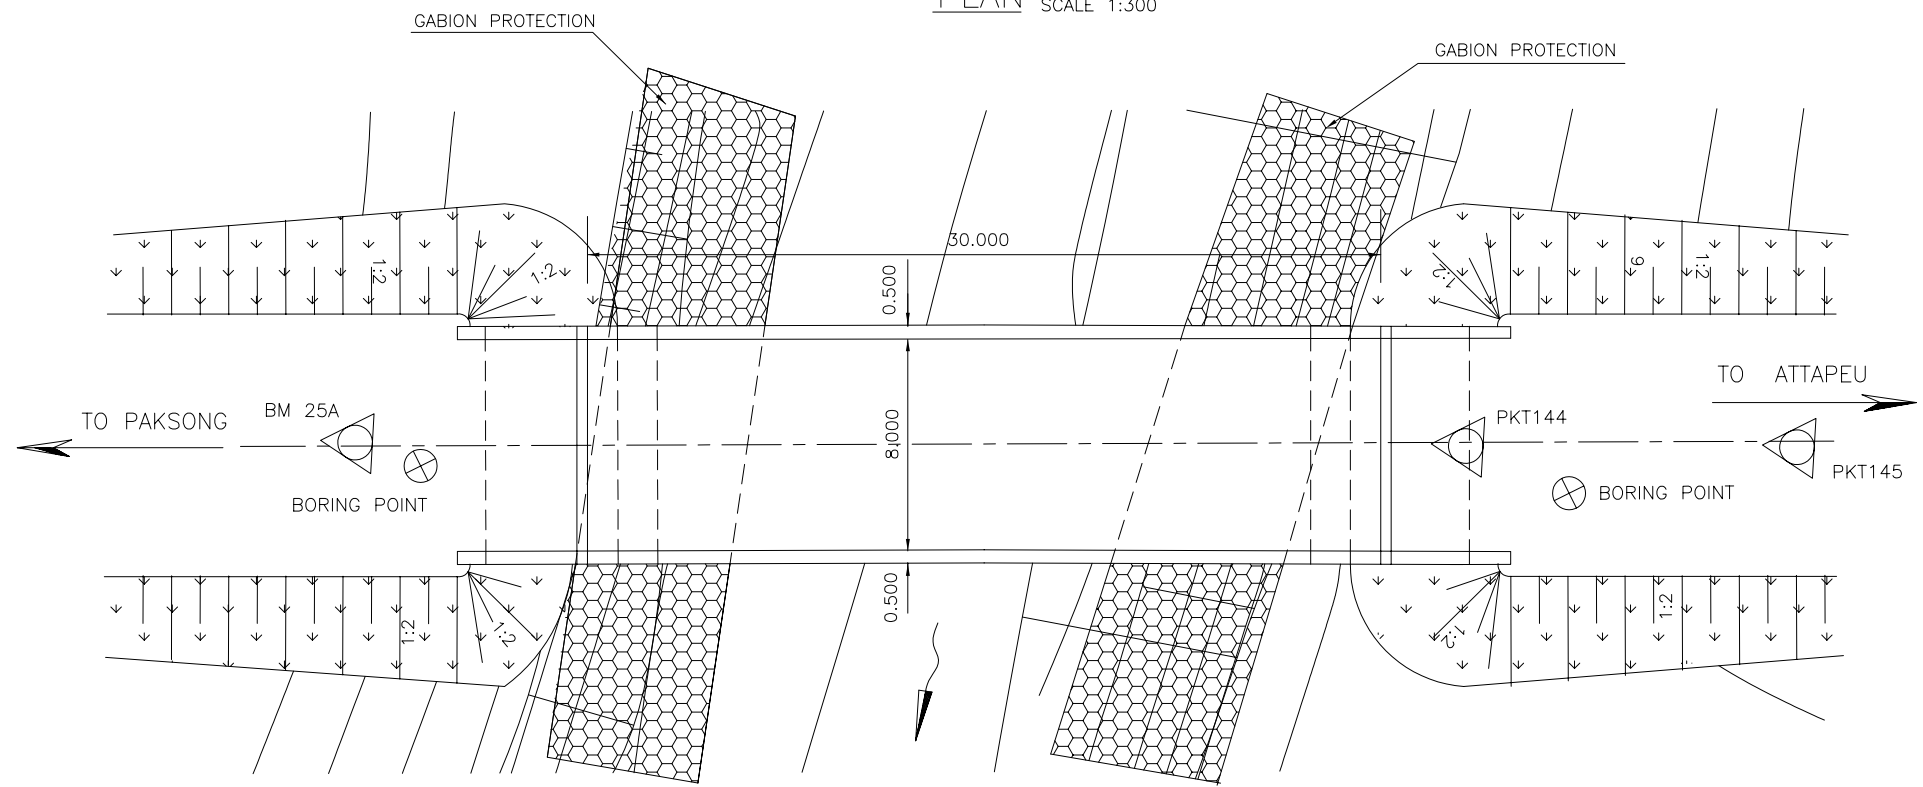 PLAN SCALE 1:300
GABION PROTECTION
GABION PROTECTION
30.000
0.500
1:2
1:2
1:2
9
1:2
TO ATTAPEU
TO PAKSONG
BM 25A
8.000
PKT144
PKT145
BORING POINT
BORING POINT
0.500
1:2
1:2
1:2
1:2